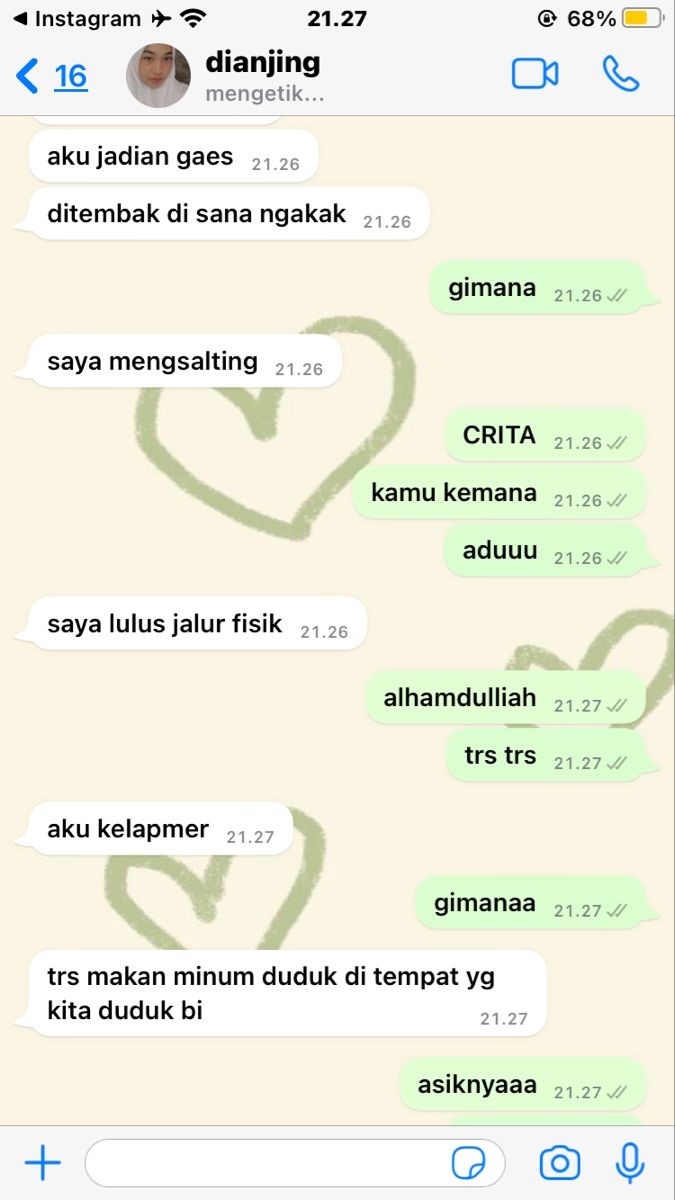 Instagram
21.27
68%
16
dianjing
mengetik...
aku jadian gaes 21.26
ditembak di sana ngakak 21.26
gimana 21.26
saya mengsalting 21.26
CRITA 21.26
kamu kemana 21.26
aduuu 21.26
saya lulus jalur fisik 21.26
alhamdulliah 21.27
trs trs 21.27
aku kelapmer 21.27
gimanaa 21.27
trs makan minum duduk di tempat yg
kita duduk bi 21.27
asiknyaaa 21.27